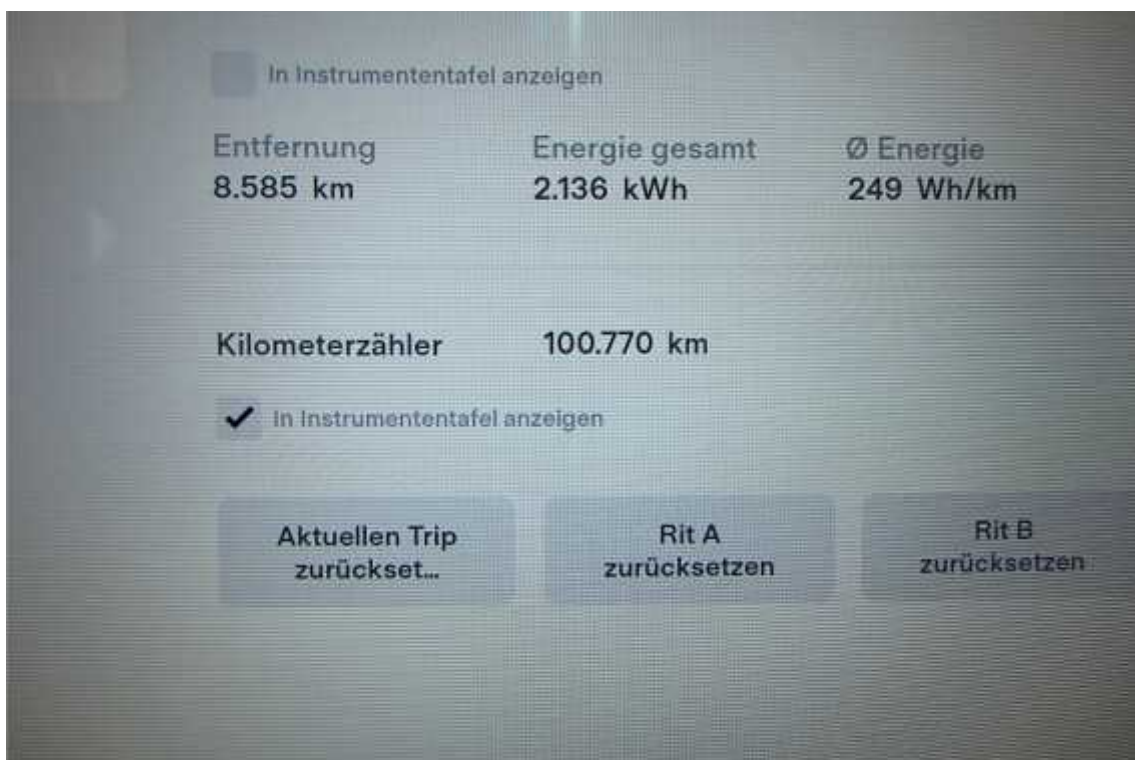 In Instrumententafel anzeigen
Entfernung Energie gesamt Ø Energie
8.585 km 2.136 kWh 249 Wh/km
Kilometerzähler 100.770 km
In Instrumententafel anzeigen
Aktuellen Trip
zurückset...
Rit A
zurücksetzen
Rit B
zurücksetzen